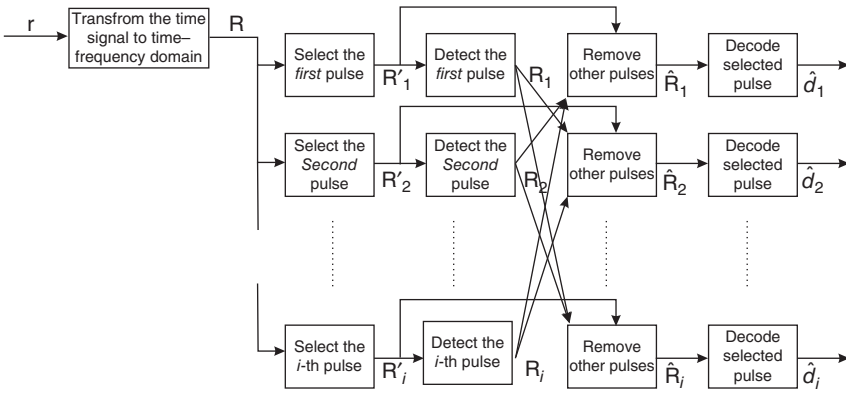 r
Transfrom the time
signal to time–
frequency domain
R
Select the
first pulse
R′1
Detect the
first pulse
R1
Remove
other pulses
R̂1
Decode
selected
pulse
d̂1
Select the
Second
pulse
R′2
Detect the
Second
pulse
R2
Remove
other pulses
R̂2
Decode
selected
pulse
d̂2
Select the
i-th pulse
R′i
Detect the
i-th pulse
Ri
Remove
other pulses
R̂i
Decode
selected
pulse
d̂i